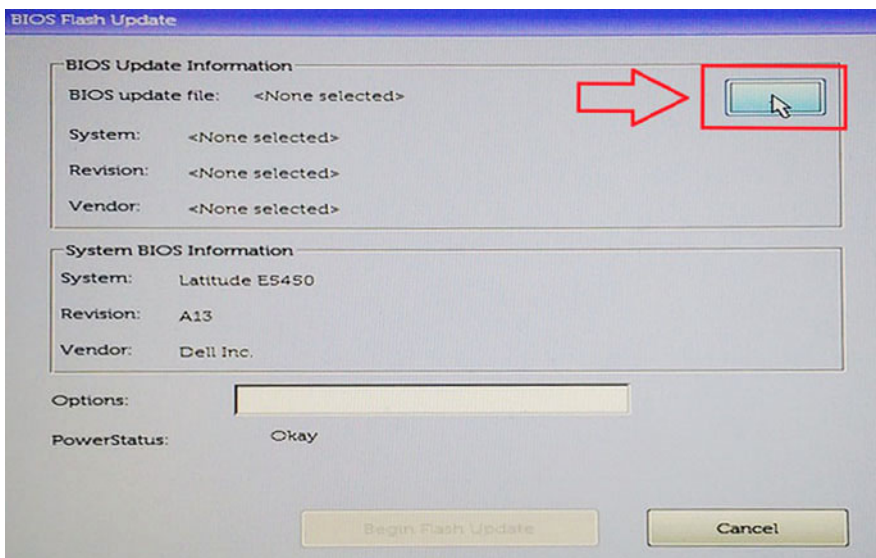 BIOS Flash Update
BIOS Update Information
BIOS update file: <None selected>
System: <None selected>
Revision: <None selected>
Vendor: <None selected>
System BIOS Information
System: Latitude E5450
Revision: A13
Vendor: Dell Inc.
Options:
PowerStatus: Okay
Begin Flash Update
Cancel